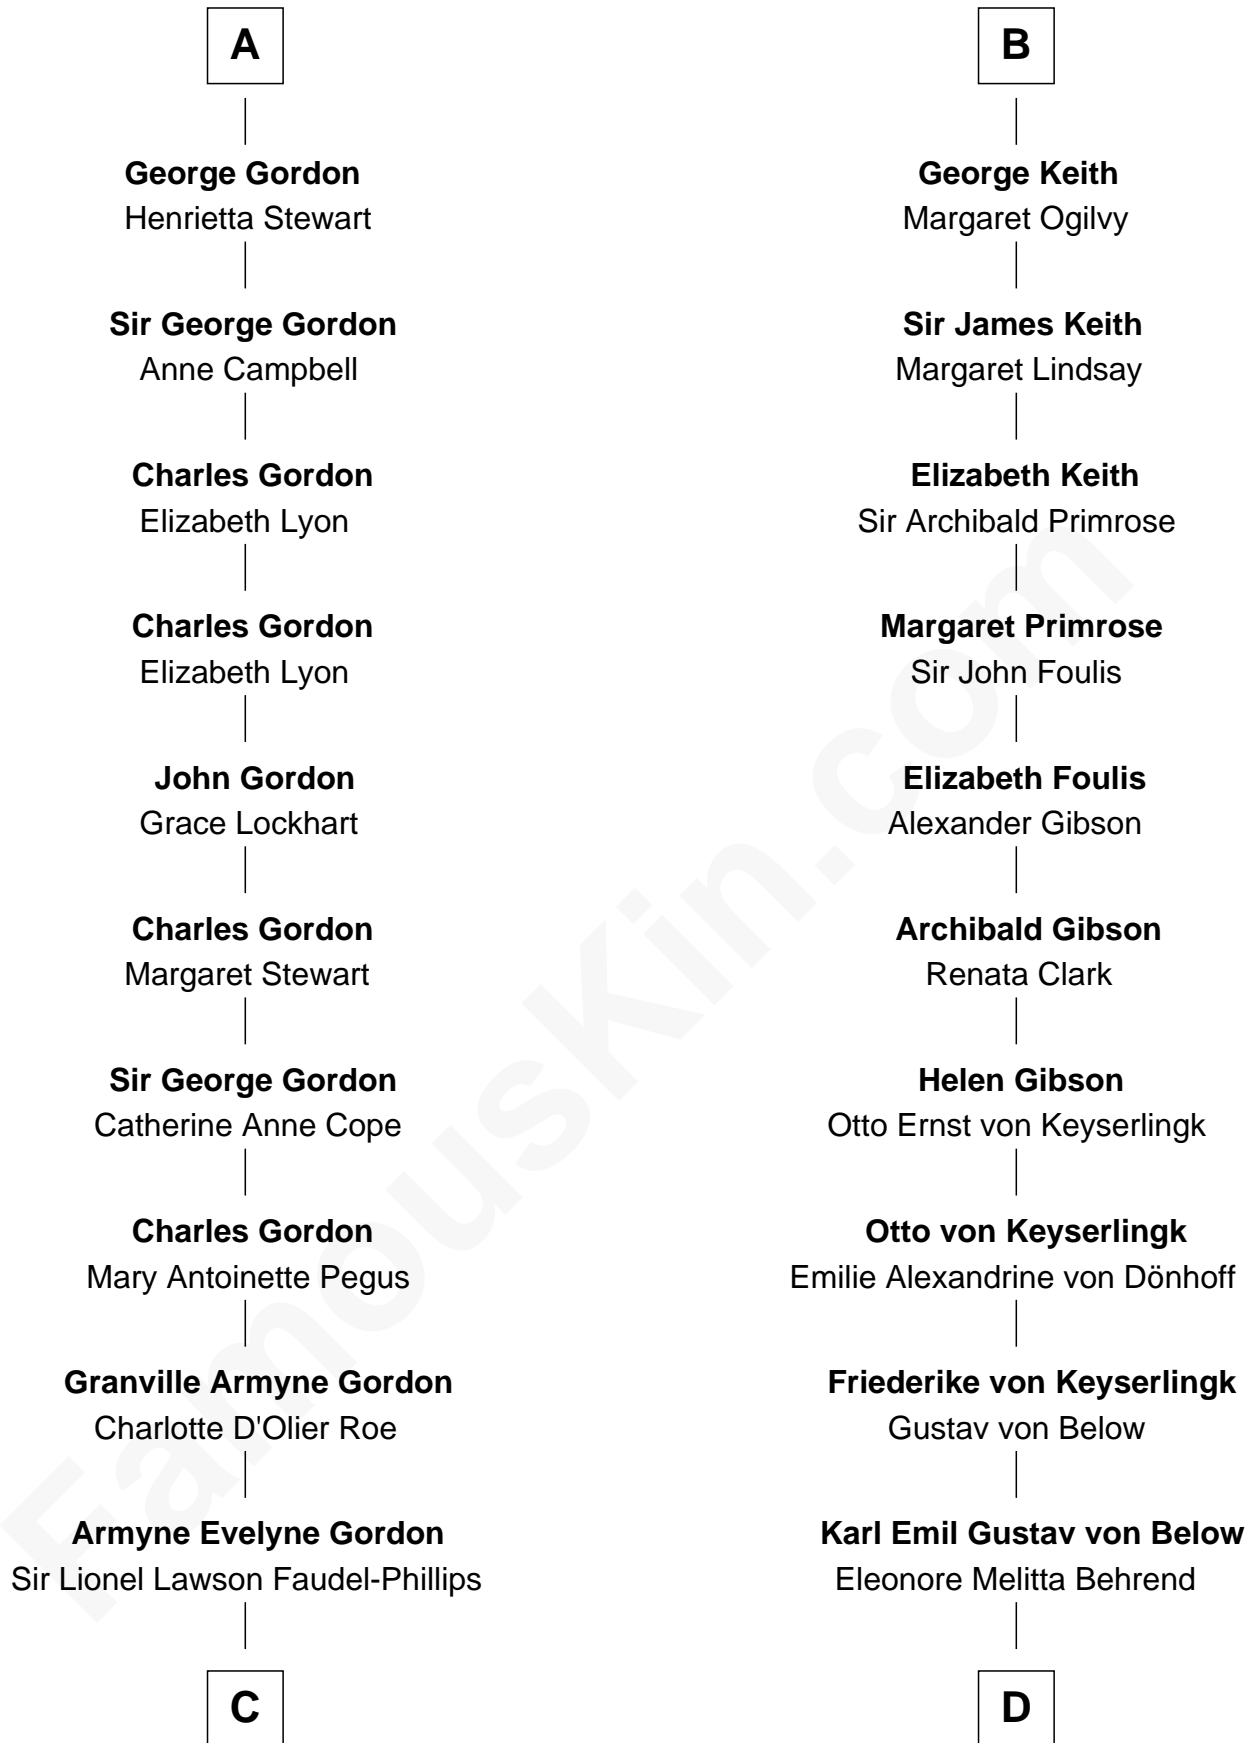 A
George Gordon
Henrietta Stewart
Sir George Gordon
Anne Campbell
Charles Gordon
Elizabeth Lyon
Charles Gordon
Elizabeth Lyon
John Gordon
Grace Lockhart
Charles Gordon
Margaret Stewart
Sir George Gordon
Catherine Anne Cope
Charles Gordon
Mary Antoinette Pegus
Granville Armyne Gordon
Charlotte D'Olier Roe
Armyne Evelyne Gordon
Sir Lionel Lawson Faudel-Phillips
C
B
George Keith
Margaret Ogilvy
Sir James Keith
Margaret Lindsay
Elizabeth Keith
Sir Archibald Primrose
Margaret Primrose
Sir John Foulis
Elizabeth Foulis
Alexander Gibson
Archibald Gibson
Renata Clark
Helen Gibson
Otto Ernst von Keyserlingk
Otto von Keyserlingk
Emilie Alexandrine von Dönhoff
Friederike von Keyserlingk
Gustav von Below
Karl Emil Gustav von Below
Eleonore Melitta Behrend
D
FamousKin.com